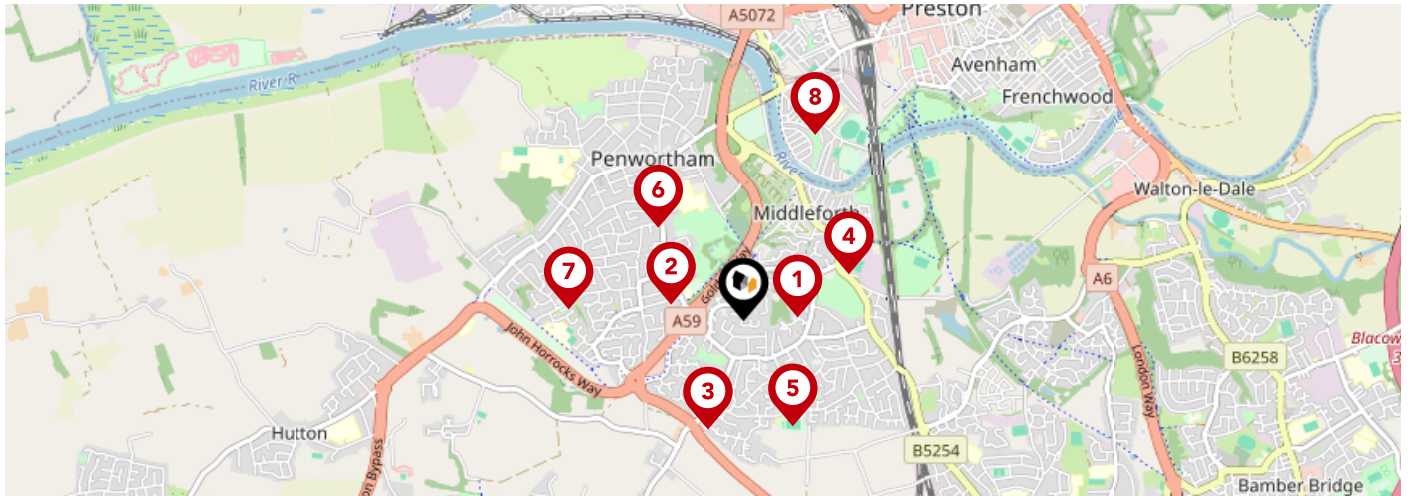 Preston
A5072
Avenham
River R
8
Frenchwood
Penwortham
River
6
Walton-le-Dale
Middleforth
4
7
2
1
A6
A59
John Horrocks Way
London Way
B6258
3
5
Hutton
B5254
Bamber Bridge